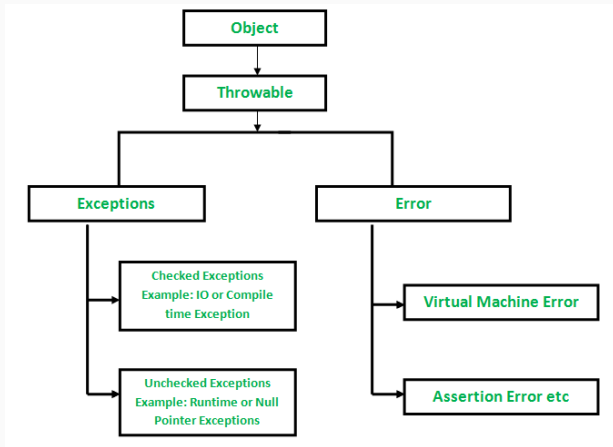 Object
Throwable
Exceptions
Error
Checked Exceptions
Example: IO or Compile
time Exception
Virtual Machine Error
Unchecked Exceptions
Example: Runtime or Null
Pointer Exceptions
Assertion Error etc